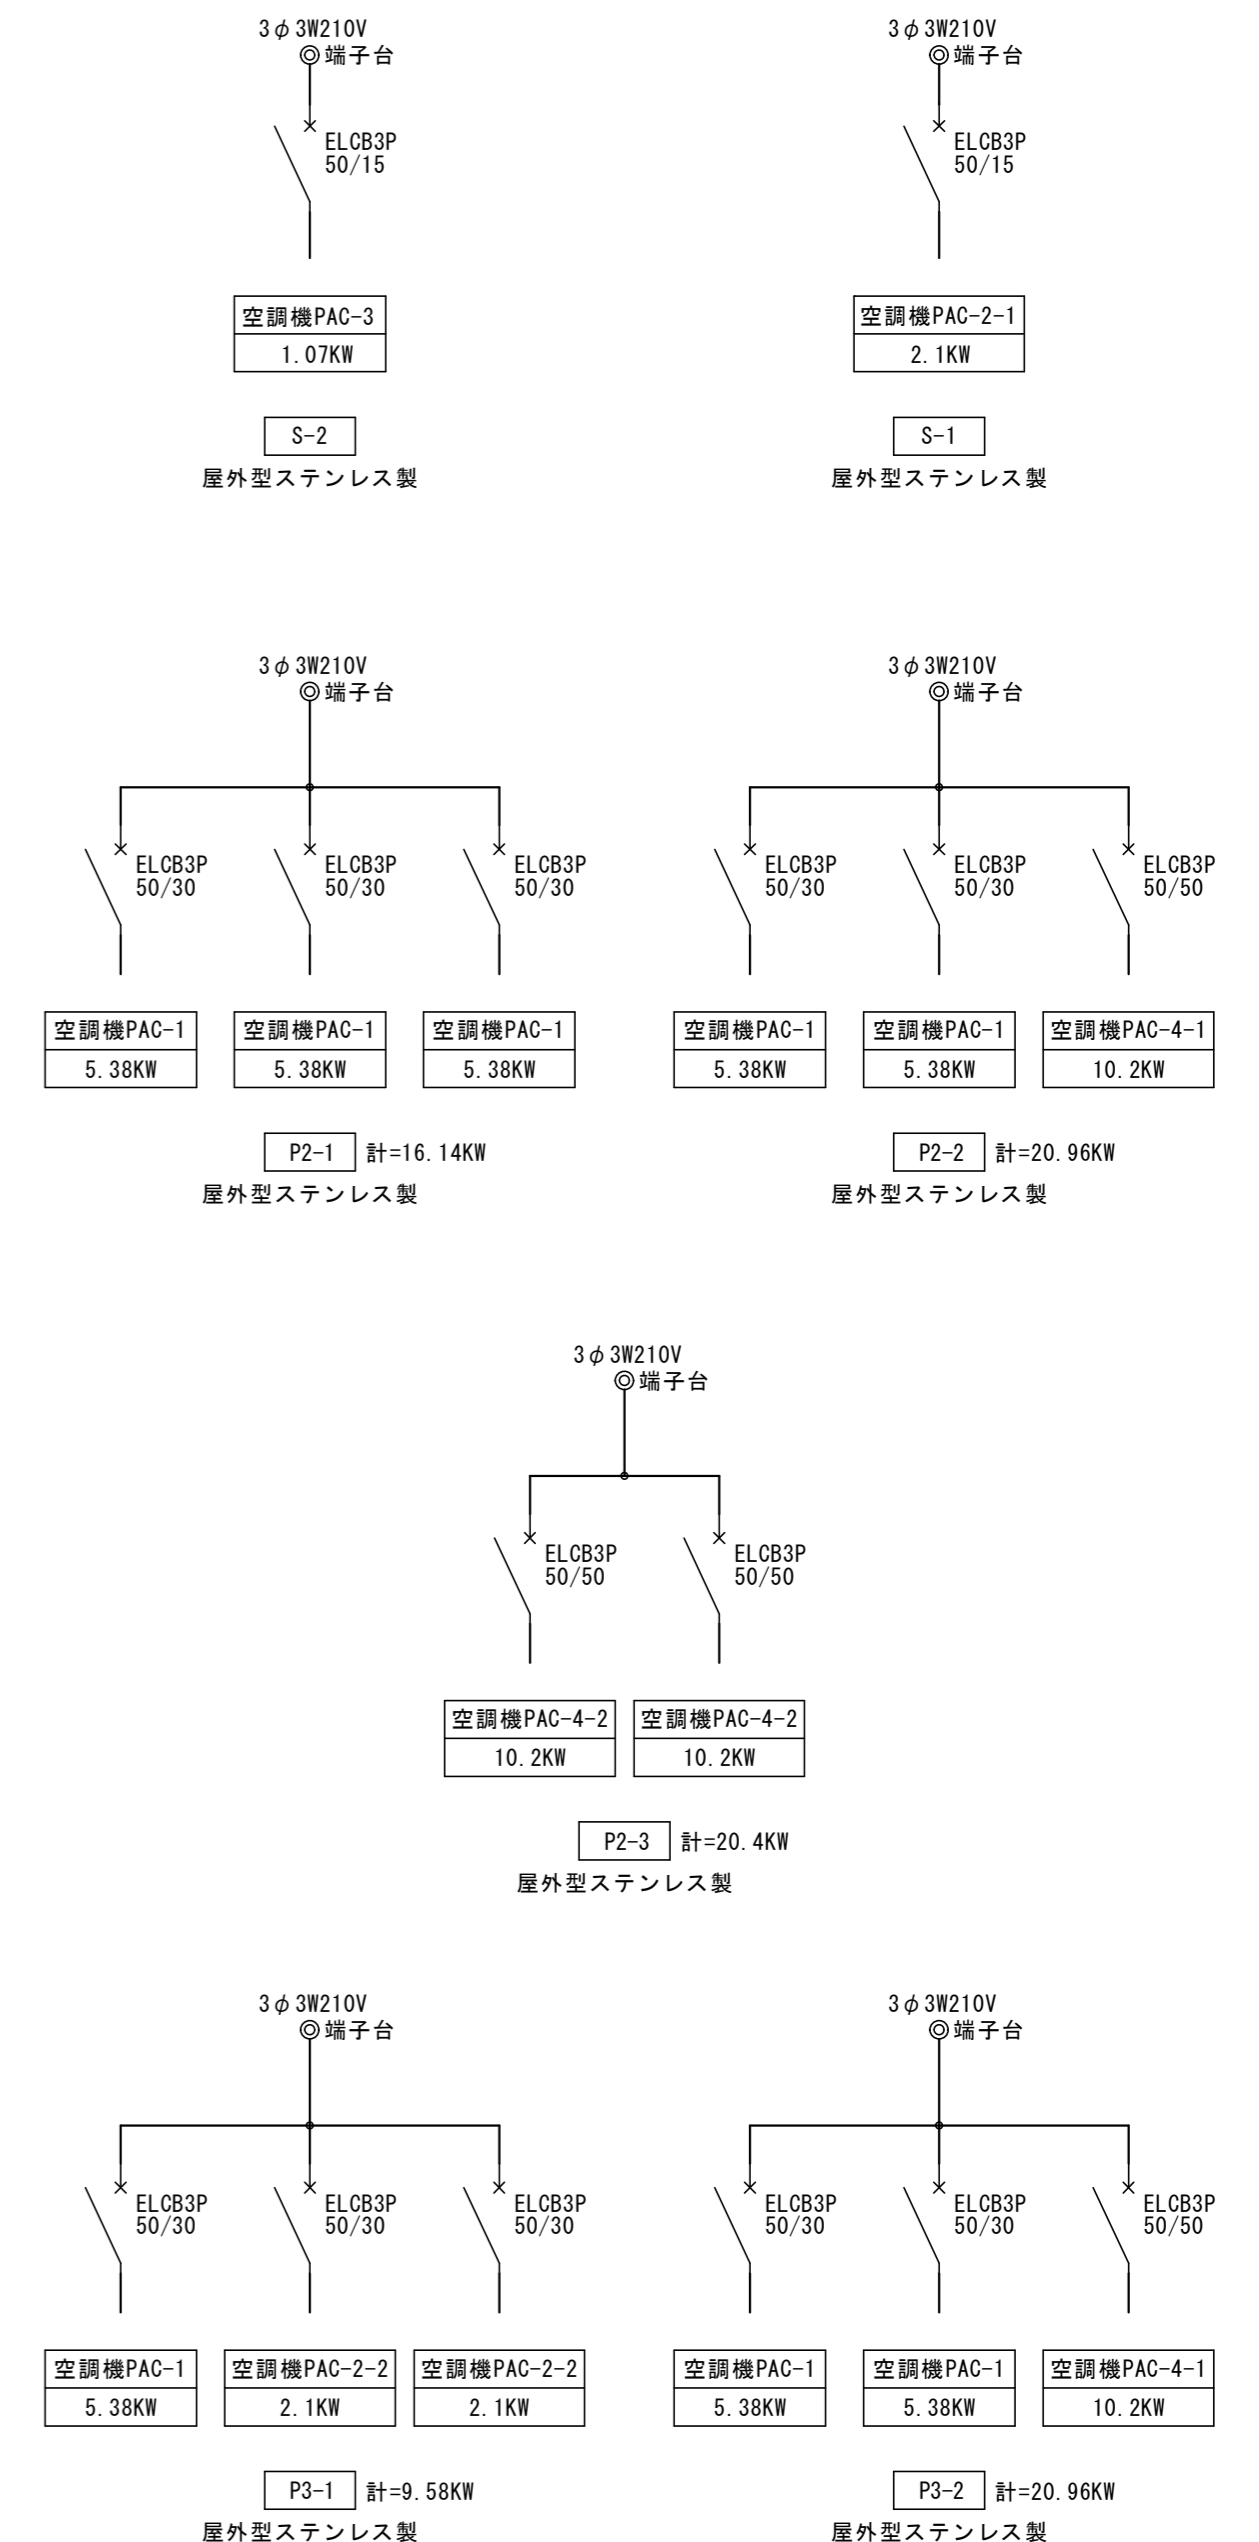 3φ3W210V
端子台
ELCB3P
50/15
空調機PAC-3
1.07KW
S-2
屋外型ステンレス製
3φ3W210V
端子台
ELCB3P
50/15
空調機PAC-2-1
2.1KW
S-1
屋外型ステンレス製
3φ3W210V
端子台
ELCB3P
50/30
ELCB3P
50/30
ELCB3P
50/30
空調機PAC-1
5.38KW
空調機PAC-1
5.38KW
空調機PAC-1
5.38KW
P2-1 計=16.14KW
屋外型ステンレス製
3φ3W210V
端子台
ELCB3P
50/30
ELCB3P
50/30
ELCB3P
50/50
空調機PAC-1
5.38KW
空調機PAC-1
5.38KW
空調機PAC-4-1
10.2KW
P2-2 計=20.96KW
屋外型ステンレス製
3φ3W210V
端子台
ELCB3P
50/50
ELCB3P
50/50
空調機PAC-4-2
10.2KW
空調機PAC-4-2
10.2KW
P2-3 計=20.4KW
屋外型ステンレス製
3φ3W210V
端子台
ELCB3P
50/30
ELCB3P
50/30
ELCB3P
50/30
空調機PAC-1
5.38KW
空調機PAC-2-2
2.1KW
空調機PAC-2-2
2.1KW
P3-1 計=9.58KW
屋外型ステンレス製
3φ3W210V
端子台
ELCB3P
50/30
ELCB3P
50/30
ELCB3P
50/50
空調機PAC-1
5.38KW
空調機PAC-1
5.38KW
空調機PAC-4-1
10.2KW
P3-2 計=20.96KW
屋外型ステンレス製